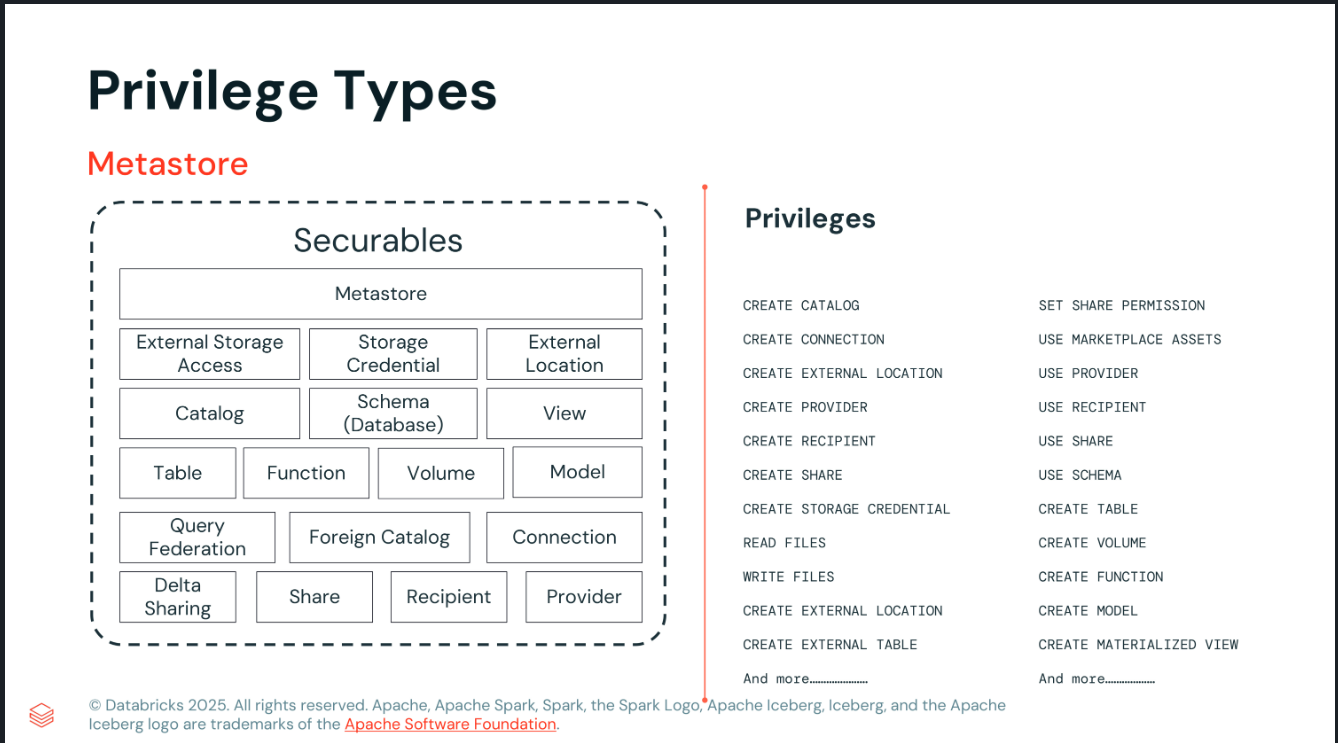 Privilege Types
Metastore
Securables
Metastore
External Storage
Access
Storage
Credential
External
Location
Catalog
Schema
(Database)
View
Table
Function
Volume
Model
Query
Federation
Foreign Catalog
Connection
Delta
Sharing
Share
Recipient
Provider
Privileges
CREATE CATALOG
CREATE CONNECTION
CREATE EXTERNAL LOCATION
CREATE PROVIDER
CREATE RECIPIENT
CREATE SHARE
CREATE STORAGE CREDENTIAL
READ FILES
WRITE FILES
CREATE EXTERNAL LOCATION
CREATE EXTERNAL TABLE
And more………………
SET SHARE PERMISSION
USE MARKETPLACE ASSETS
USE PROVIDER
USE RECIPIENT
USE SHARE
USE SCHEMA
CREATE TABLE
CREATE VOLUME
CREATE FUNCTION
CREATE MODEL
CREATE MATERIALIZED VIEW
And more………………
© Databricks 2025. All rights reserved. Apache, Apache Spark, Spark, the Spark Logo, Apache Iceberg, Iceberg, and the Apache
Iceberg logo are trademarks of the Apache Software Foundation.